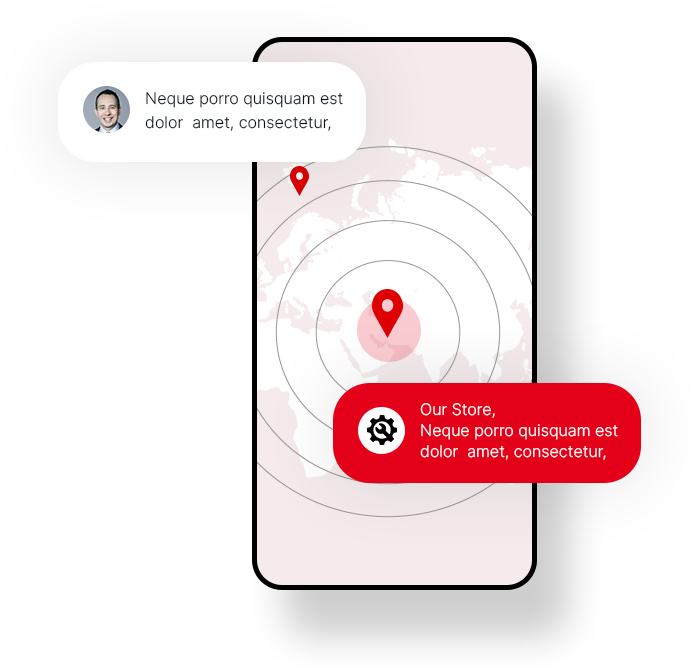 Neque porro quisquam est
dolor  amet, consectetur,
Our Store,
Neque porro quisquam est
dolor  amet, consectetur,